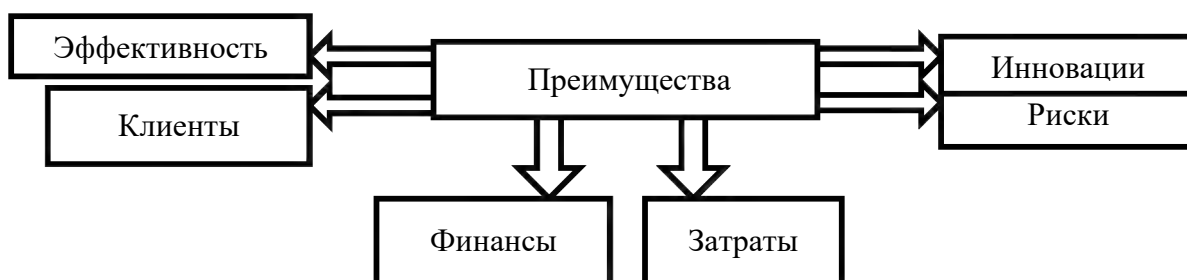 Эффективность
Преимущества
Инновации
Клиенты
Риски
Финансы
Затраты